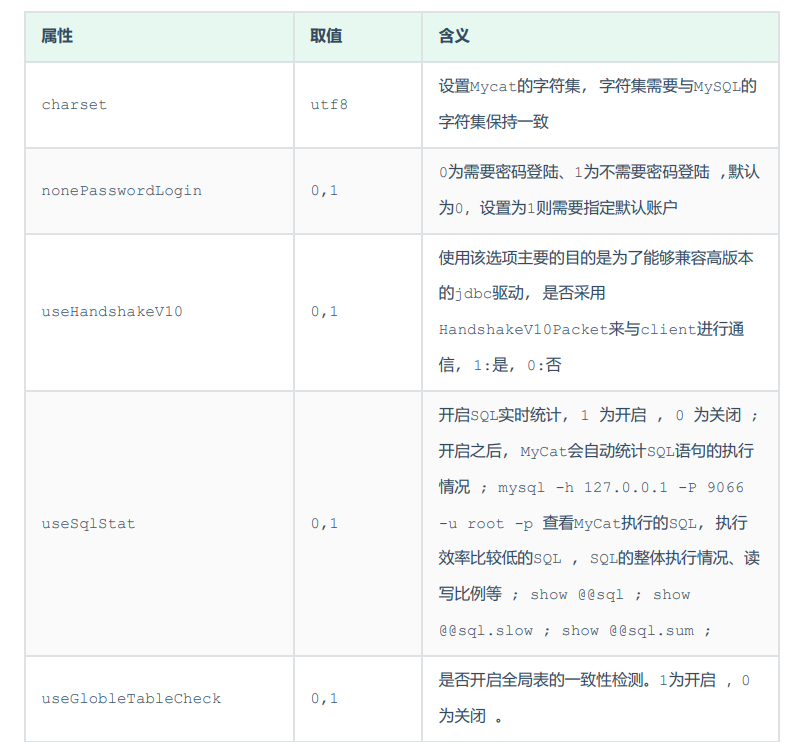 属性 取值 含义
charset utf8 设置Mycat的字符集, 字符集需要与MySQL的
字符集保持一致
nonePasswordLogin 0,1 0为需要密码登陆、1为不需要密码登陆 ,默认
为0, 设置为1则需要指定默认账户
使用该选项主要的目的是为了能够兼容高版本
的jdbc驱动, 是否采用
useHandshakeV10 0,1
HandshakeV10Packet来与client进行通
信, 1:是, 0:否
开启SQL实时统计, 1 为开启 , 0 为关闭 ;
开启之后, MyCat会自动统计SQL语句的执行
情况 ; mysql -h 127.0.0.1 -P 9066
useSqlStat 0,1 -u root -p 查看MyCat执行的SQL, 执行
效率比较低的SQL , SQL的整体执行情况、读
写比例等 ; show @@sql ; show
@@sql.slow ; show @@sql.sum ;
useGlobleTableCheck 0,1 是否开启全局表的一致性检测。1为开启 , 0
为关闭 。